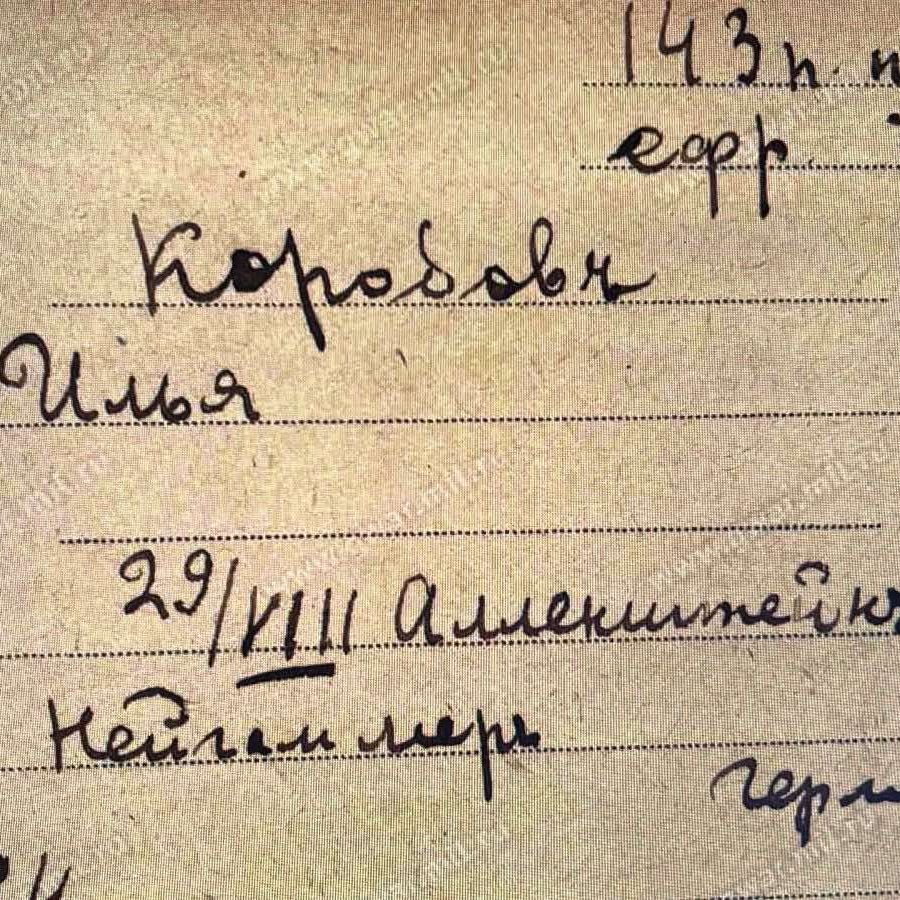 143 п.
ефр.
Коробовъ
Илья
29/VIII Алленштейнъ
Нейгаммеръ
герм